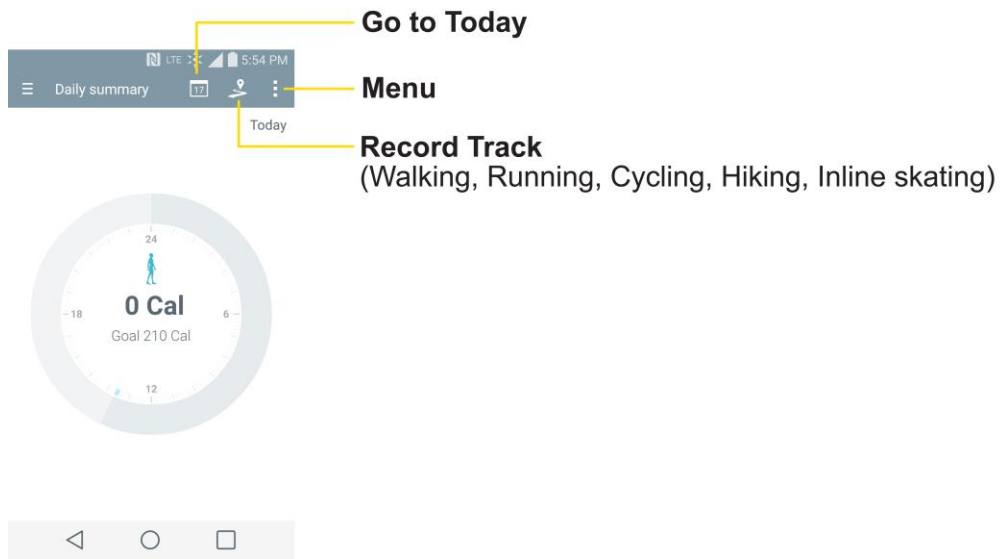 Go to Today
LTE 5:54 PM
Daily summary 17
Menu
Today
Record Track
(Walking, Running, Cycling, Hiking, Inline skating)
24
0 Cal
18 6
Goal 210 Cal
12